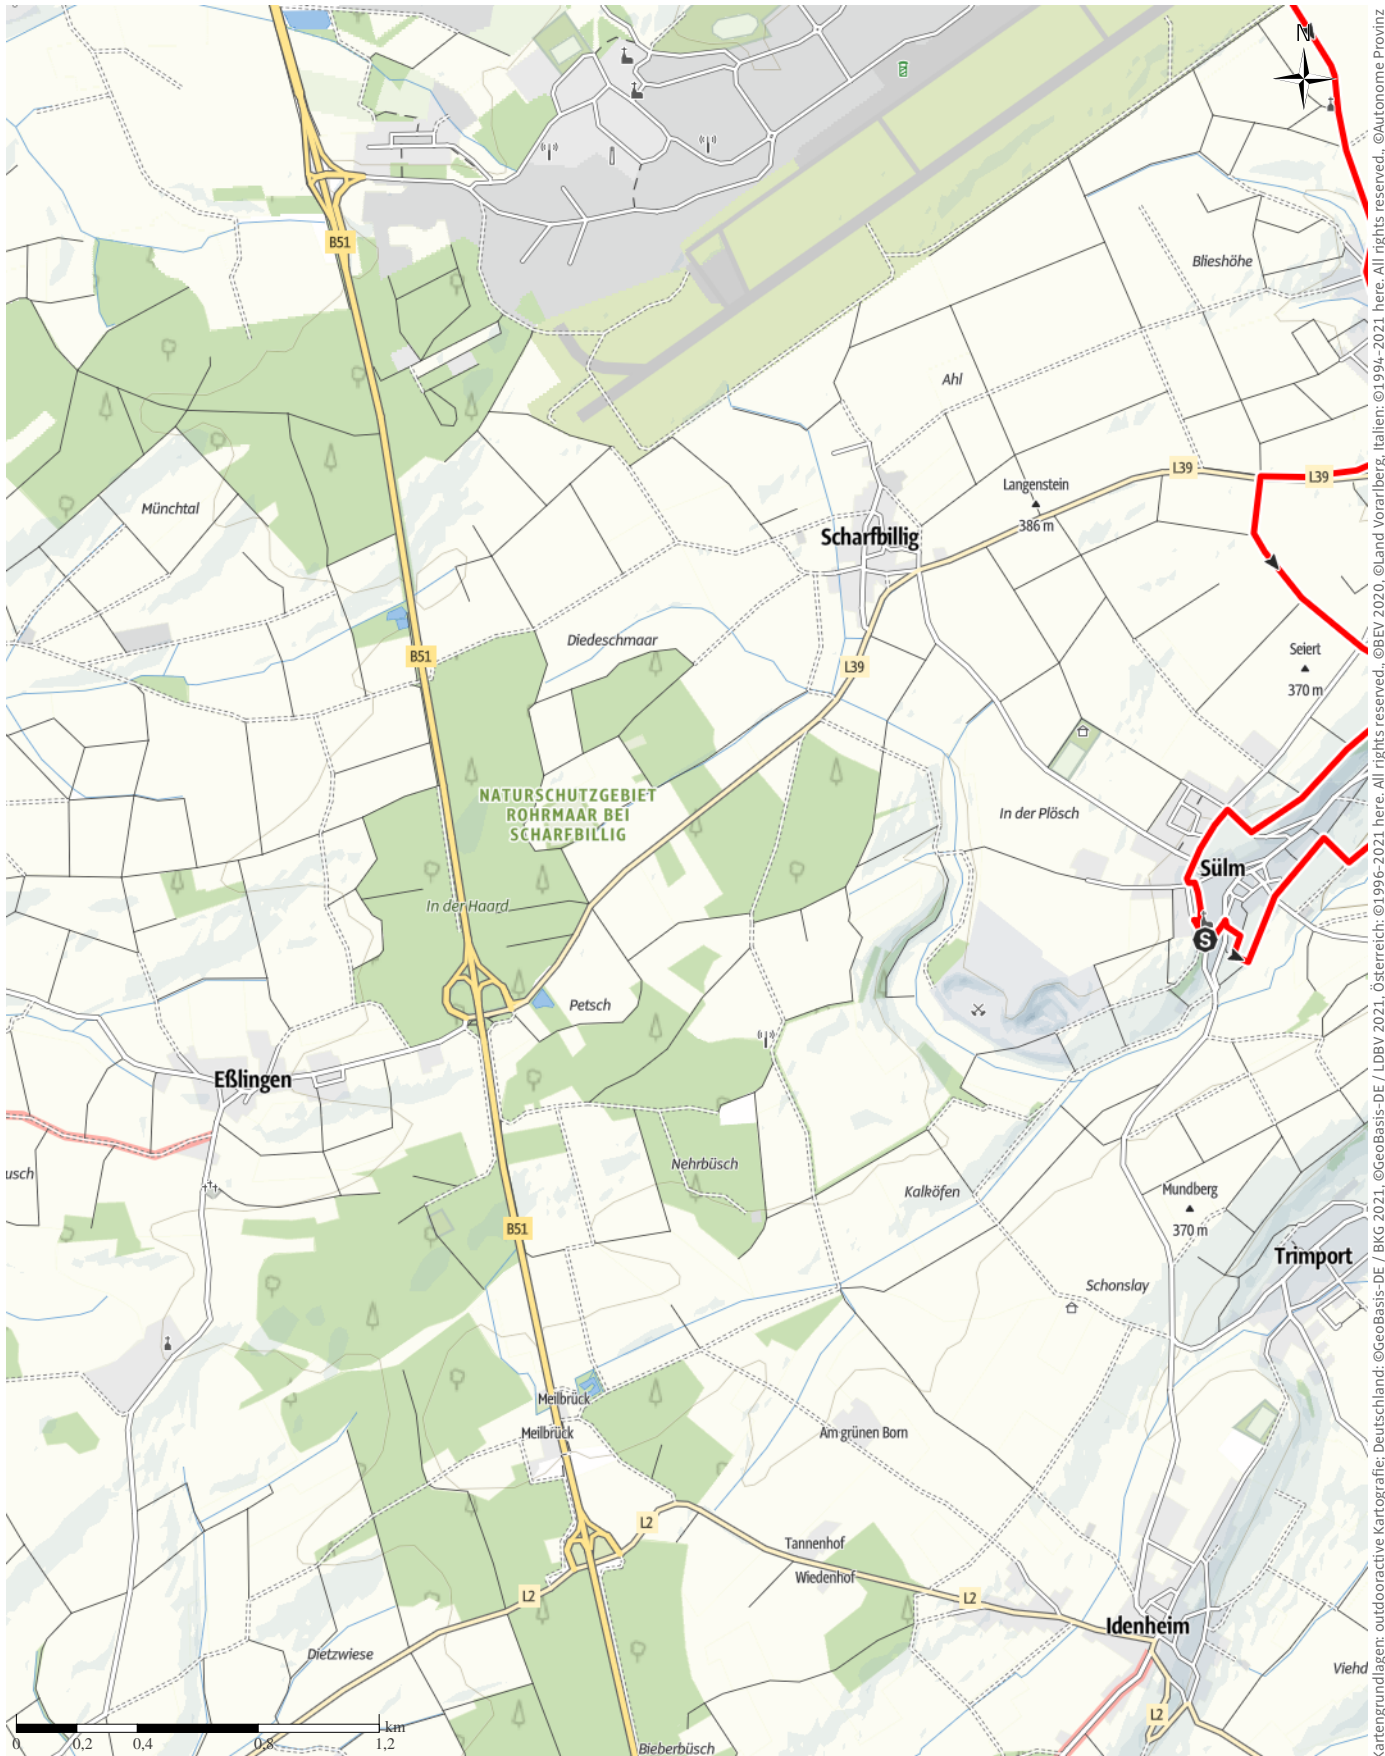 N
B51
Blieshöhe
Ahl
L39
L39
Langenstein
386 m
Münchtal
Scharfbillig
Diedeschmaar
B51
L39
Seiert
370 m
NATURSCHUTZGEBIET
ROHRMAAR BEI
SCHARFBILLIG
In der Plösch
Sülm
In der Haard
S
Petsch
Eßlingen
Nehrbüsch
usch
Kalköfen
Mundberg
370 m
B51
Trimport
Schonslay
Meilbrück
Meilbrück
Am grünen Born
L2
Tannenhof
Wiedenhof
L2
L2
Idenheim
Dietzwiese
Viehd
L2
Bieberbüsch
km
0
0,2
0,4
0,8
1,2
artengrundlagen: outdooractive Kartografie; Deutschland: ©GeoBasis-DE / BKG 2021, ©GeoBasis-DE / LDBV 2021, Österreich: ©1996-2021 here. All rights reserved., ©BEV 2020, ©Land Vorarlberg, Italien: ©1994-2021 here. All rights reserved., ©Autonome Provinz